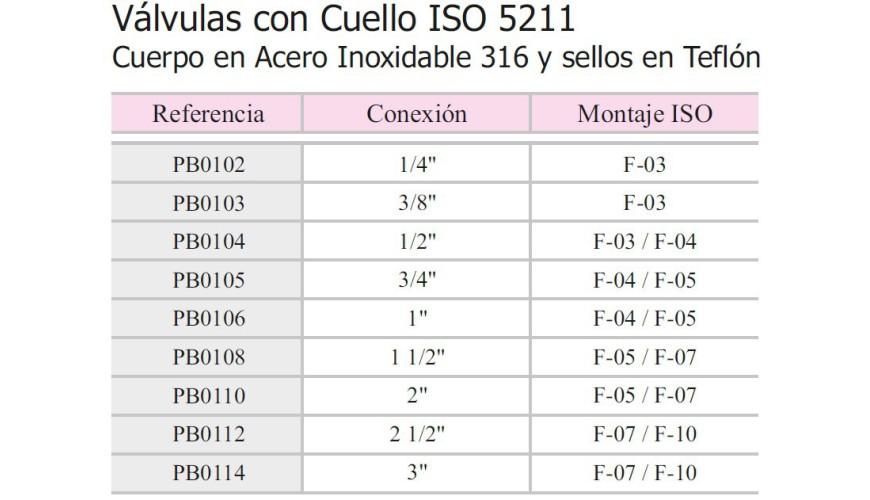 Válvulas con Cuello ISO 5211
Cuerpo en Acero Inoxidable 316 y sellos en Teflón
Referencia Conexión Montaje ISO
PB0102 1/4" F-03
PB0103 3/8" F-03
PB0104 1/2" F-03 / F-04
PB0105 3/4" F-04 / F-05
PB0106 1" F-04 / F-05
PB0108 1 1/2" F-05 / F-07
PB0110 2" F-05 / F-07
PB0112 2 1/2" F-07 / F-10
PB0114 3" F-07 / F-10